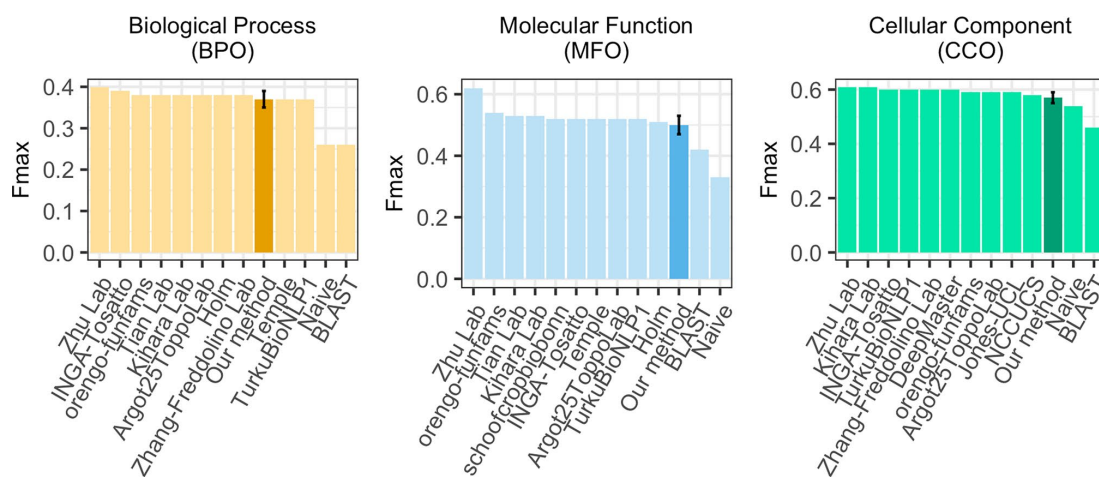 Biological Process
(BPO)
Fmax
0.4
0.3
0.2
0.1
0.0
Zhu Lab
INGA-Tosatto
orengo-funfams
Tian Lab
Kihara Lab
Argot25ToppoLab
Holm
Zhang-Freddolino Lab
Our method
Temple
TurkuBioNLP1
Naive
BLAST
Molecular Function
(MFO)
Fmax
0.6
0.4
0.2
0.0
Zhu Lab
orengo-funfams
Tian Lab
Kihara Lab
schoofcropbiobonn
INGA-Tosatto
Temple
Argot25ToppoLab
TurkuBioNLP1
Holm
Our method
BLAST
Naive
Cellular Component
(CCO)
Fmax
0.6
0.4
0.2
0.0
Zhu Lab
Kihara Lab
INGA-Tosatto
TurkuBioNLP1
Zhang-Freddolino Lab
DeepMaster
orengo-funfams
Argot25ToppoLab
Jones-UCL
NCCUCS
Our method
Naive
BLAST